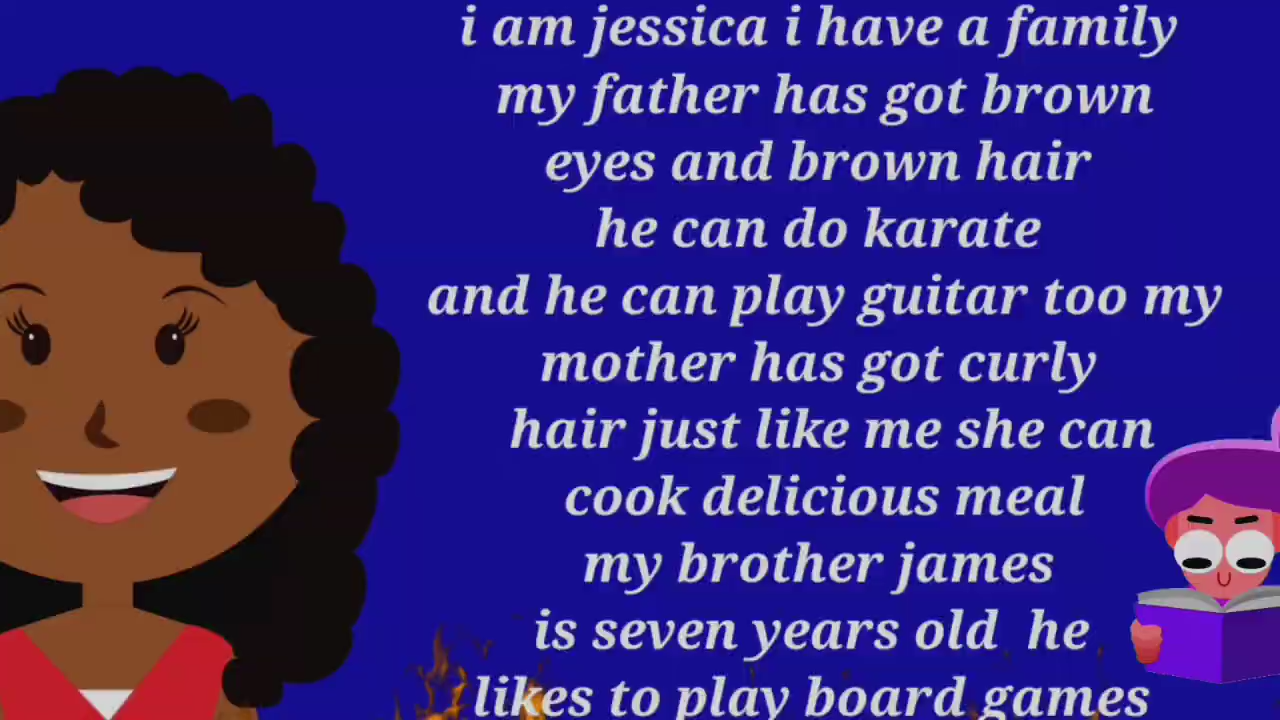 i am jessica i have a family
my father has got brown
eyes and brown hair
he can do karate
and he can play guitar too my
mother has got curly
hair just like me she can
cook delicious meal
my brother james
is seven years old  he
likes to play board games